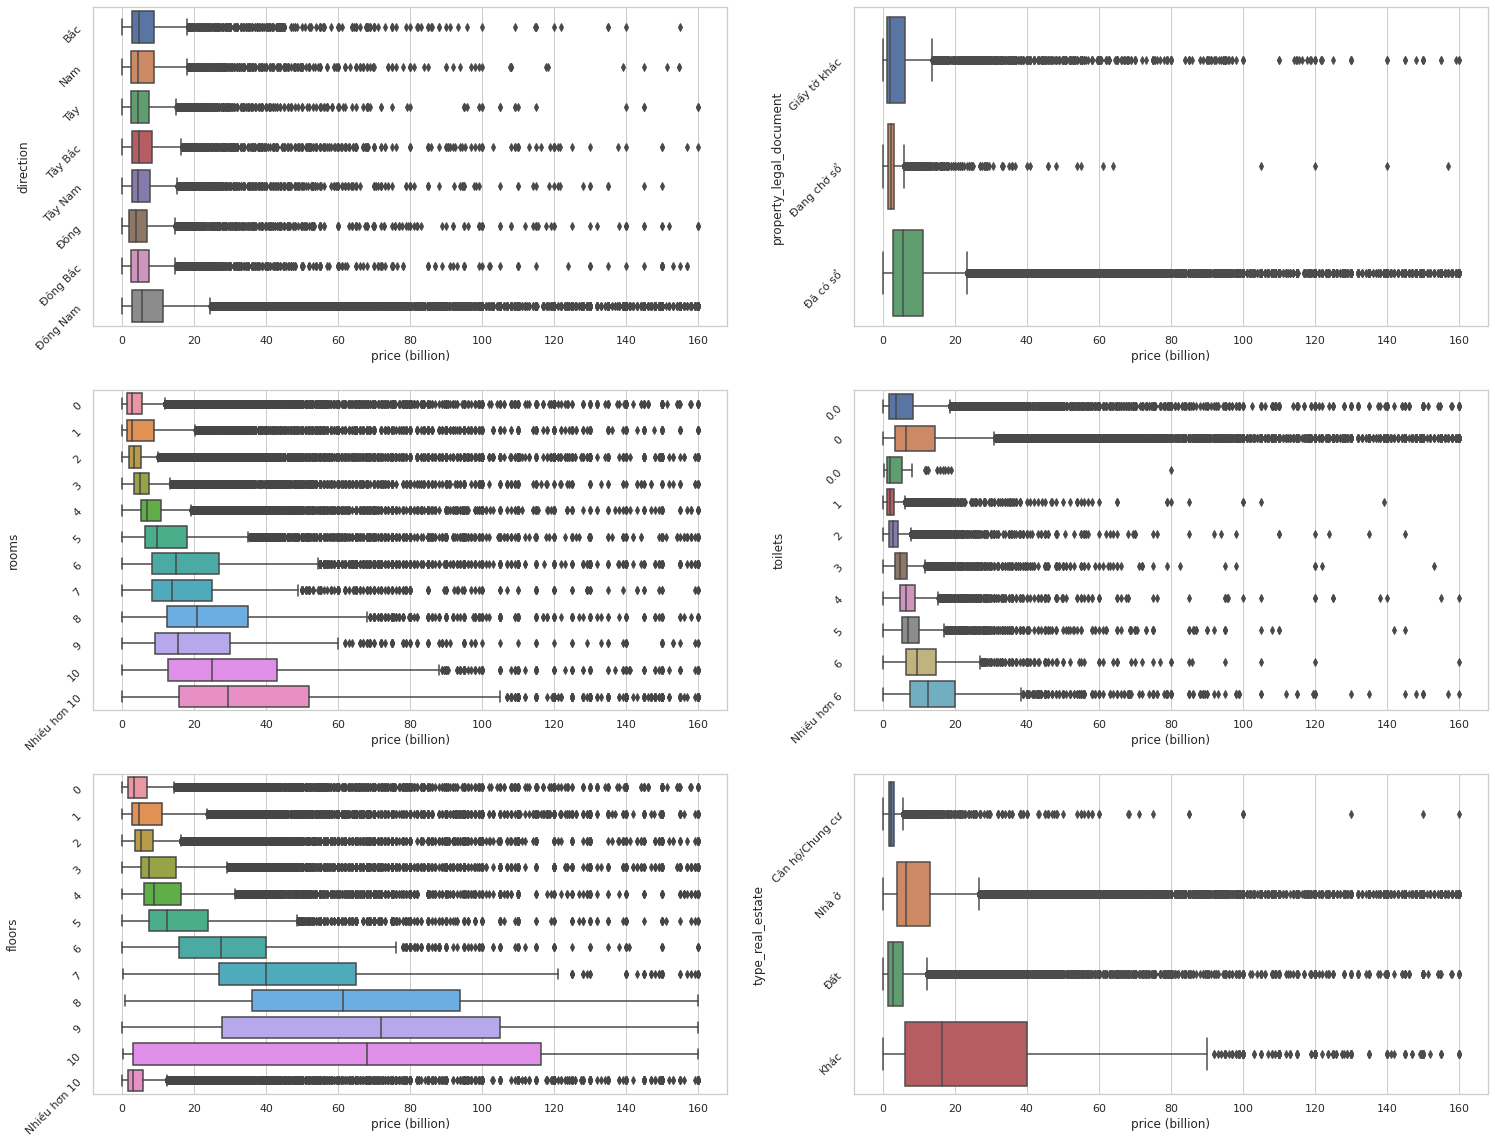 direction
Bắc
Nam
Tây
Tây Bắc
Tây Nam
Đông
Đông Bắc
Đông Nam
0 20 40 60 80 100 120 140 160
price (billion)
property_legal_document
Giấy tờ khác
Đang chờ sổ
Đã có sổ
0 20 40 60 80 100 120 140 160
price (billion)
rooms
0
1
2
3
4
5
6
7
8
9
10
Nhiều hơn 10
0 20 40 60 80 100 120 140 160
price (billion)
toilets
0.0
0
0.0
1
2
3
4
5
6
Nhiều hơn 6
0 20 40 60 80 100 120 140 160
price (billion)
floors
0
1
2
3
4
5
6
7
8
9
10
Nhiều hơn 10
0 20 40 60 80 100 120 140 160
price (billion)
type_real_estate
Căn hộ/Chung cư
Nhà ở
Đất
Khác
0 20 40 60 80 100 120 140 160
price (billion)